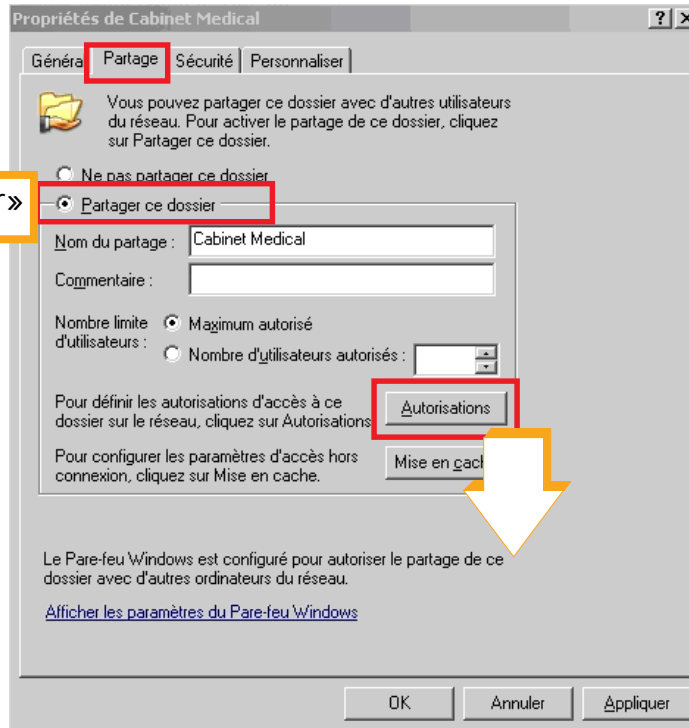 Propriétés de Cabinet Medical
Généra Partage Sécurité Personnaliser
Vous pouvez partager ce dossier avec d'autres utilisateurs
du réseau. Pour activer le partage de ce dossier, cliquez
sur Partager ce dossier.
Ne pas partager ce dossier
r»
Partager ce dossier
Nom du partage : Cabinet Medical
Commentaire :
Nombre limite
d'utilisateurs :
Maximum autorisé
Nombre d'utilisateurs autorisés :
Pour définir les autorisations d'accès à ce
dossier sur le réseau, cliquez sur Autorisations
Autorisations
Pour configurer les paramètres d'accès hors
connexion, cliquez sur Mise en cache.
Mise en cach
Le Pare-feu Windows est configuré pour autoriser le partage de ce
dossier avec d'autres ordinateurs du réseau.
Afficher les paramètres du Pare-feu Windows
OK Annuler Appliquer